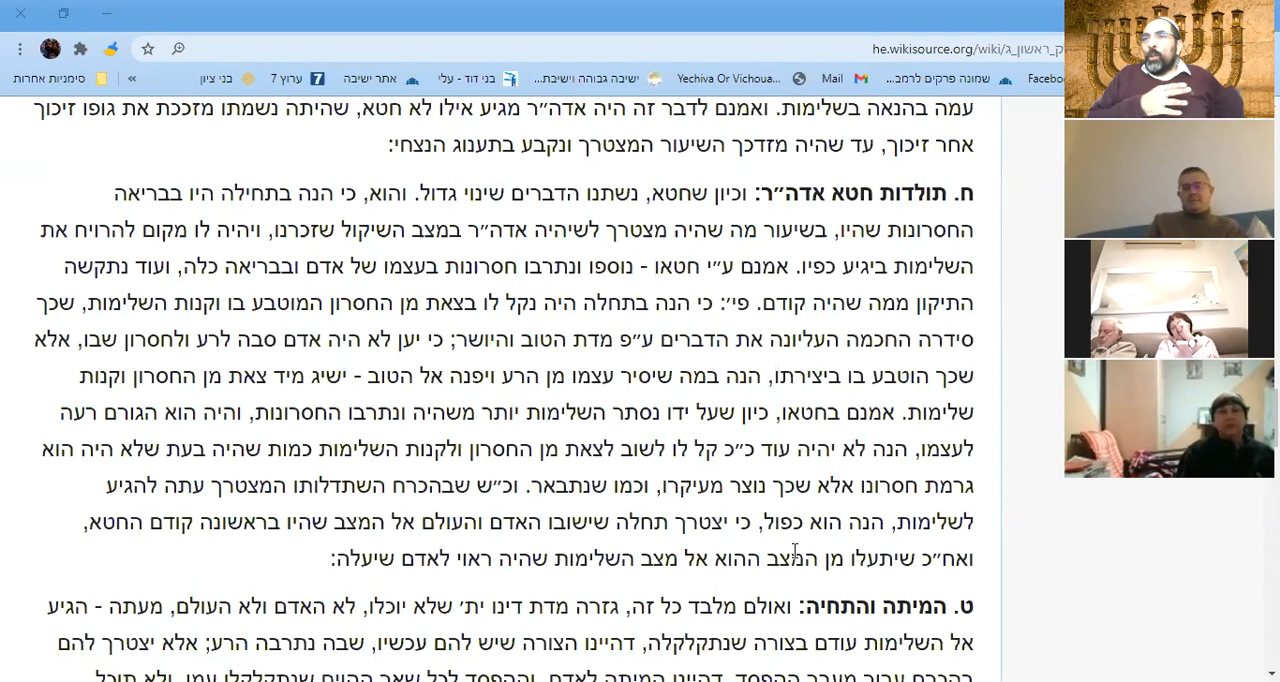 he.wikisource.org/wiki/ק_ראשון_ג
סימניות אחרות
«
בני ציון
ערוץ 7
אתר ישיבה
בני דוד - עלי
ישיבה גבוהה וישיבת...
Yechiva Or Vichoua...
Mail
שמונה פרקים לרמב...
Facebo
עמה בהנאה בשלימות. ואמנם לדבר זה היה אדה״ר מגיע אילו לא חטא, שהיתה נשמתו מזככת את גופו זיכוך
אחר זיכוך, עד שהיה מזדכך השיעור המצטרך ונקבע בתענוג הנצחי:
ח. תולדות חטא אדה״ר: וכיון שחטא, נשתנו הדברים שינוי גדול. והוא, כי הנה בתחילה היו בבריאה
החסרונות שהיו, בשיעור מה שהיה מצטרך לשיהיה אדה״ר במצב השיקול שזכרנו, ויהיה לו מקום להרויח את
השלימות ביגיע כפיו. אמנם ע״י חטאו - נוספו ונתרבו חסרונות בעצמו של אדם ובבריאה כלה, ועוד נתקשה
התיקון ממה שהיה קודם. פי׳: כי הנה בתחלה היה נקל לו בצאת מן החסרון המוטבע בו וקנות השלימות, שכך
סידרה החכמה העליונה את הדברים ע״פ מדת הטוב והיושר; כי יען לא היה אדם סבה לרע ולחסרון שבו, אלא
שכך הוטבע בו ביצירתו, הנה במה שיסיר עצמו מן הרע ויפנה אל הטוב - ישיג מיד צאת מן החסרון וקנות
שלימות. אמנם בחטאו, כיון שעל ידו נסתר השלימות יותר משהיה ונתרבו החסרונות, והיה הוא הגורם רעה
לעצמו, הנה לא יהיה עוד כ״כ קל לו לשוב לצאת מן החסרון ולקנות השלימות כמות שהיה בעת שלא היה הוא
גרמת חסרונו אלא שכך נוצר מעיקרו, וכמו שנתבאר. וכ״ש שבהכרח השתדלותו המצטרך עתה להגיע
לשלימות, הנה הוא כפול, כי יצטרך תחלה שישובו האדם והעולם אל המצב שהיו בראשונה קודם החטא,
ואח״כ שיתעלו מן המצב ההוא אל מצב השלימות שהיה ראוי לאדם שיעלה:
ט. המיתה והתחיה: ואולם מלבד כל זה, גזרה מדת דינו ית׳ שלא יוכלו, לא האדם ולא העולם, מעתה - הגיע
אל השלימות עודם בצורה שנתקלקלה, דהיינו הצורה שיש להם עכשיו, שבה נתרבה הרע; אלא יצטרך להם